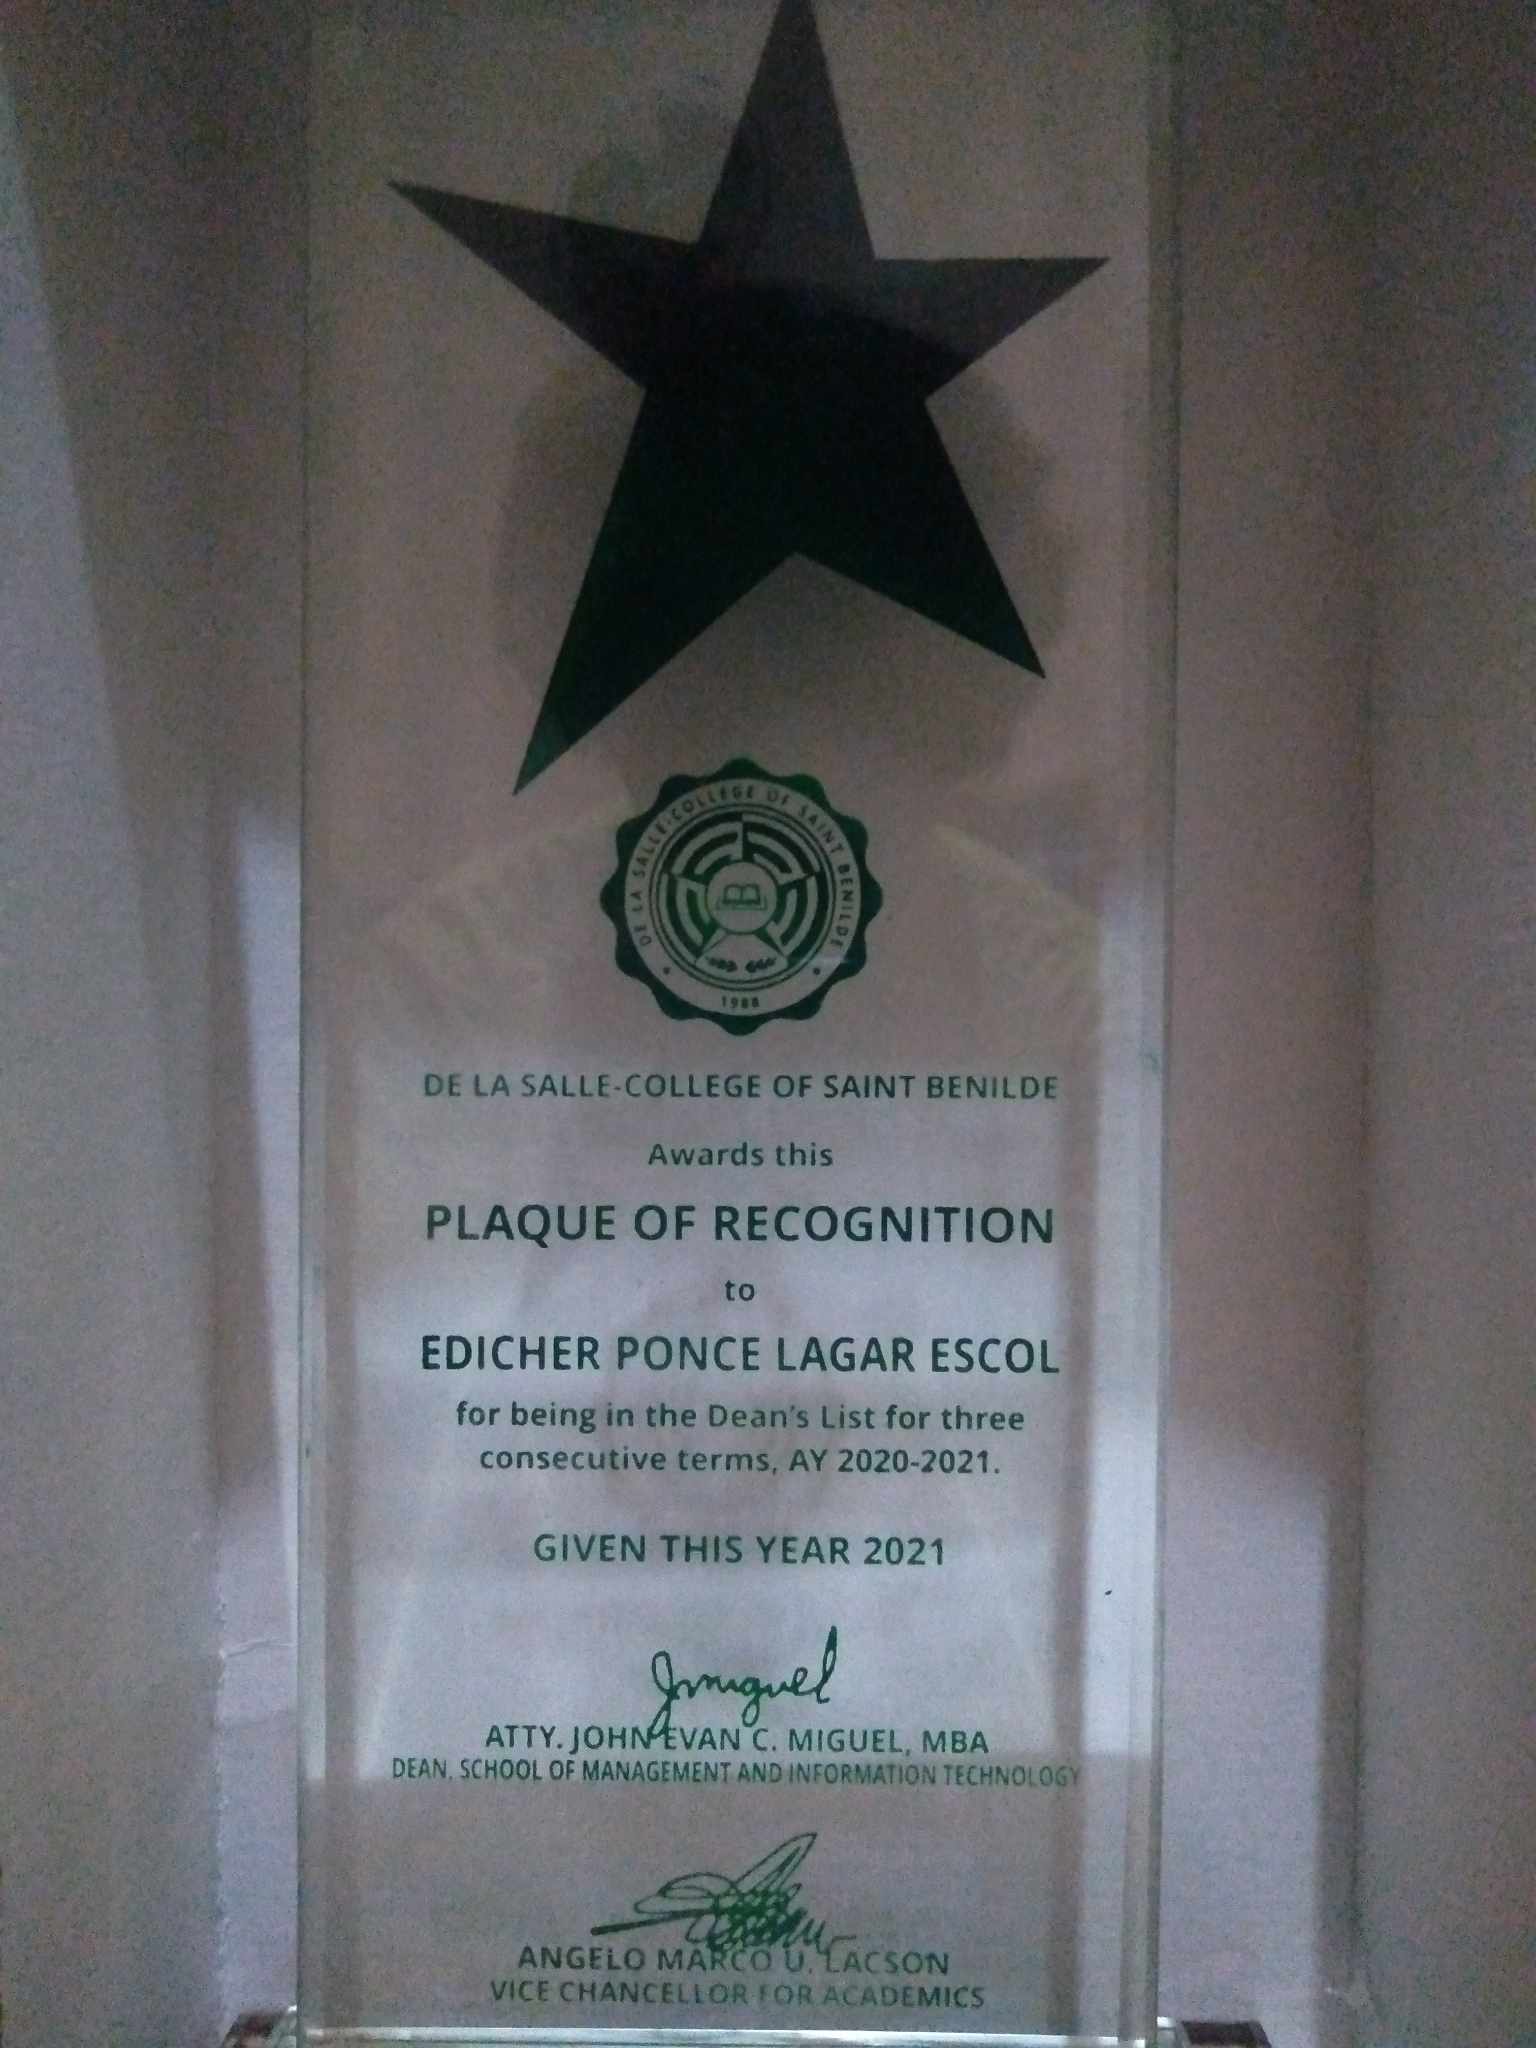 DE LA SALLE-COLLEGE OF SAINT BENILDE
1988
DE LA SALLE-COLLEGE OF SAINT BENILDE
Awards this
PLAQUE OF RECOGNITION
to
EDICHER PONCE LAGAR ESCOL
for being in the Dean's List for three
consecutive terms, AY 2020-2021.
GIVEN THIS YEAR 2021
Jmiguel
ATTY. JOHN EVAN C. MIGUEL, MBA
DEAN, SCHOOL OF MANAGEMENT AND INFORMATION TECHNOLOGY
ANGELO MARCO U. LACSON
VICE CHANCELLOR FOR ACADEMICS